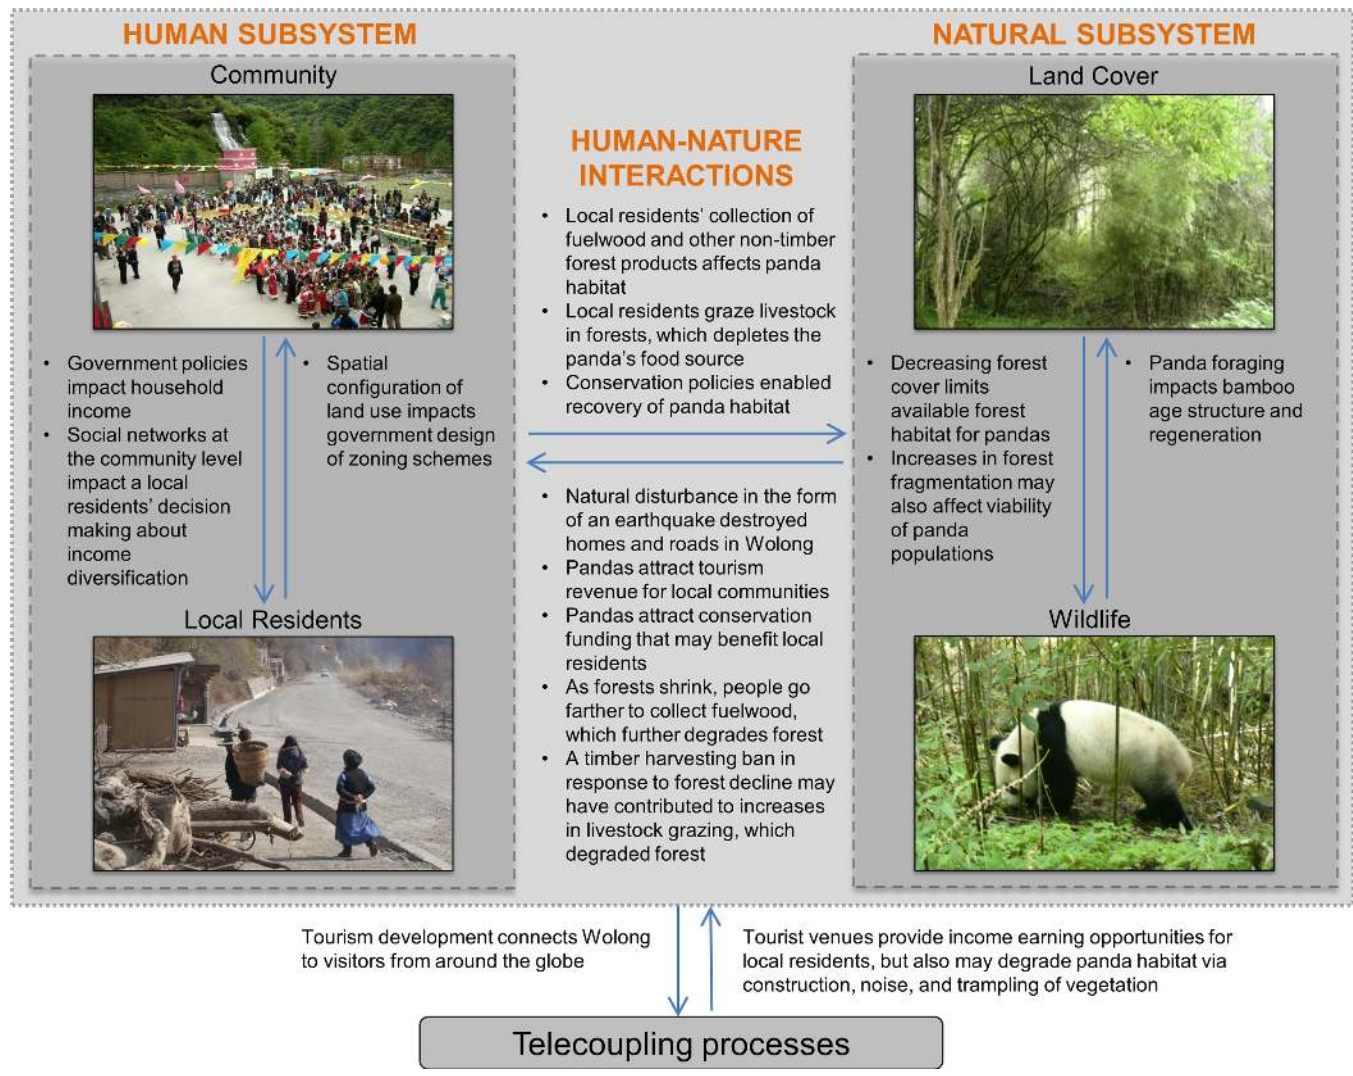 HUMAN SUBSYSTEM
Community
• Government policies
impact household
income
• Social networks at
the community level
impact a local
residents' decision
making about
income
diversification
• Spatial
configuration of
land use impacts
government design
of zoning schemes
Local Residents
HUMAN-NATURE
INTERACTIONS
• Local residents' collection of
fuelwood and other non-timber
forest products affects panda
habitat
• Local residents graze livestock
in forests, which depletes the
panda's food source
• Conservation policies enabled
recovery of panda habitat
• Natural disturbance in the form
of an earthquake destroyed
homes and roads in Wolong
• Pandas attract tourism
revenue for local communities
• Pandas attract conservation
funding that may benefit local
residents
• As forests shrink, people go
farther to collect fuelwood,
which further degrades forest
• A timber harvesting ban in
response to forest decline may
have contributed to increases
in livestock grazing, which
degraded forest
NATURAL SUBSYSTEM
Land Cover
• Decreasing forest
cover limits
available forest
habitat for pandas
• Increases in forest
fragmentation may
also affect viability
of panda
populations
• Panda foraging
impacts bamboo
age structure and
regeneration
Wildlife
Tourism development connects Wolong
to visitors from around the globe
Tourist venues provide income earning opportunities for
local residents, but also may degrade panda habitat via
construction, noise, and trampling of vegetation
Telecoupling processes